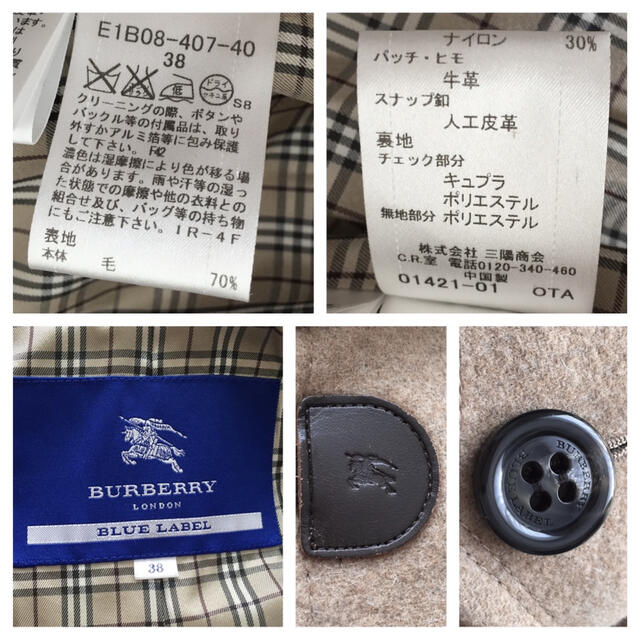 E1B08-407-40
38
低
ドライ
S8
クリーニングの際、ボタンや
バックル等の付属品は、取り
外すかアルミ箔等に包み保護
して下さい。F42
濃色は湿摩擦により色が移る場
合があります。雨や汗等の湿っ
た状態での摩擦や他の衣料との
組合せ及び、バッグ等の持ち物
にもご注意下さい。IR-4F
表地
本体 毛 70%
ナイロン 30%
パッチ・ヒモ
牛革
スナップ釦
人工皮革
裏地
チェック部分
キュプラ
ポリエステル
無地部分 ポリエステル
株式会社 三陽商会
C.R.室 電話0120-340-460
中国製
01421-01 OTA
BURBERRY
LONDON
BLUE LABEL
38
BURBERRY
BLUE LABEL